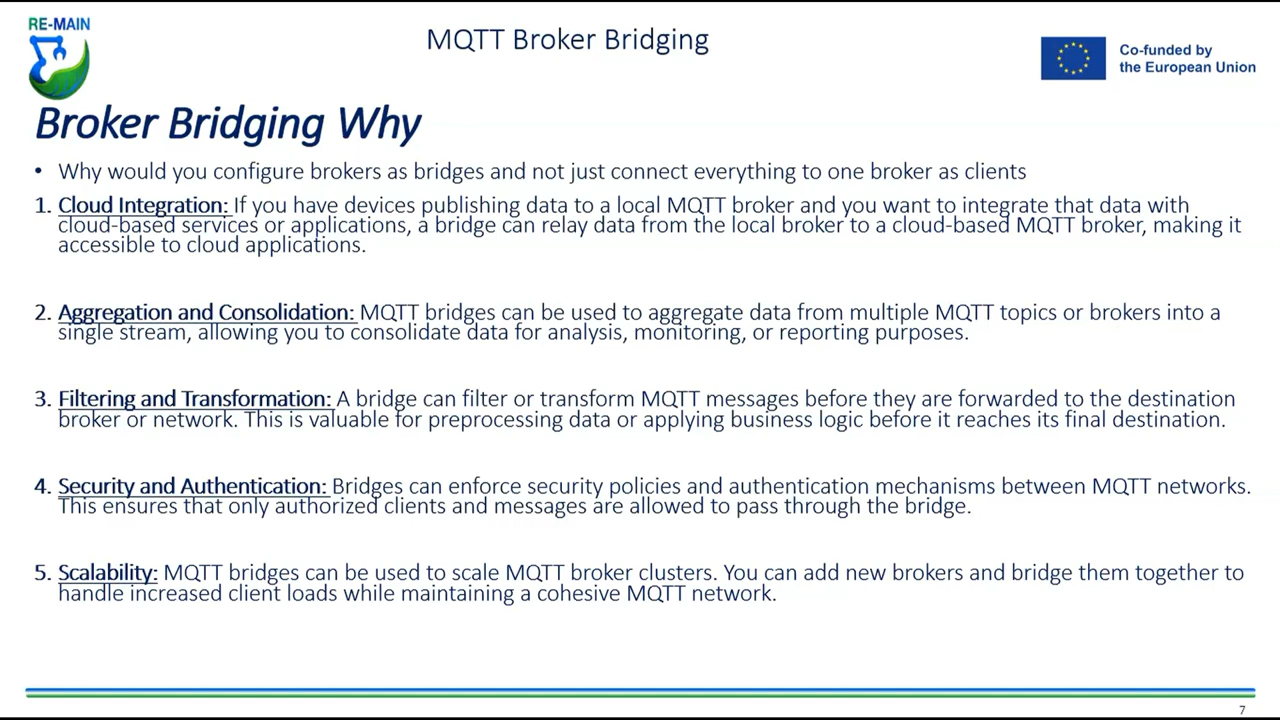 RE-MAIN
MQTT Broker Bridging
Co-funded by
the European Union
Broker Bridging Why
• Why would you configure brokers as bridges and not just connect everything to one broker as clients
1. Cloud Integration: If you have devices publishing data to a local MQTT broker and you want to integrate that data with
cloud-based services or applications, a bridge can relay data from the local broker to a cloud-based MQTT broker, making it
accessible to cloud applications.
2. Aggregation and Consolidation: MQTT bridges can be used to aggregate data from multiple MQTT topics or brokers into a
single stream, allowing you to consolidate data for analysis, monitoring, or reporting purposes.
3. Filtering and Transformation: A bridge can filter or transform MQTT messages before they are forwarded to the destination
broker or network. This is valuable for preprocessing data or applying business logic before it reaches its final destination.
4. Security and Authentication: Bridges can enforce security policies and authentication mechanisms between MQTT networks.
This ensures that only authorized clients and messages are allowed to pass through the bridge.
5. Scalability: MQTT bridges can be used to scale MQTT broker clusters. You can add new brokers and bridge them together to
handle increased client loads while maintaining a cohesive MQTT network.
7